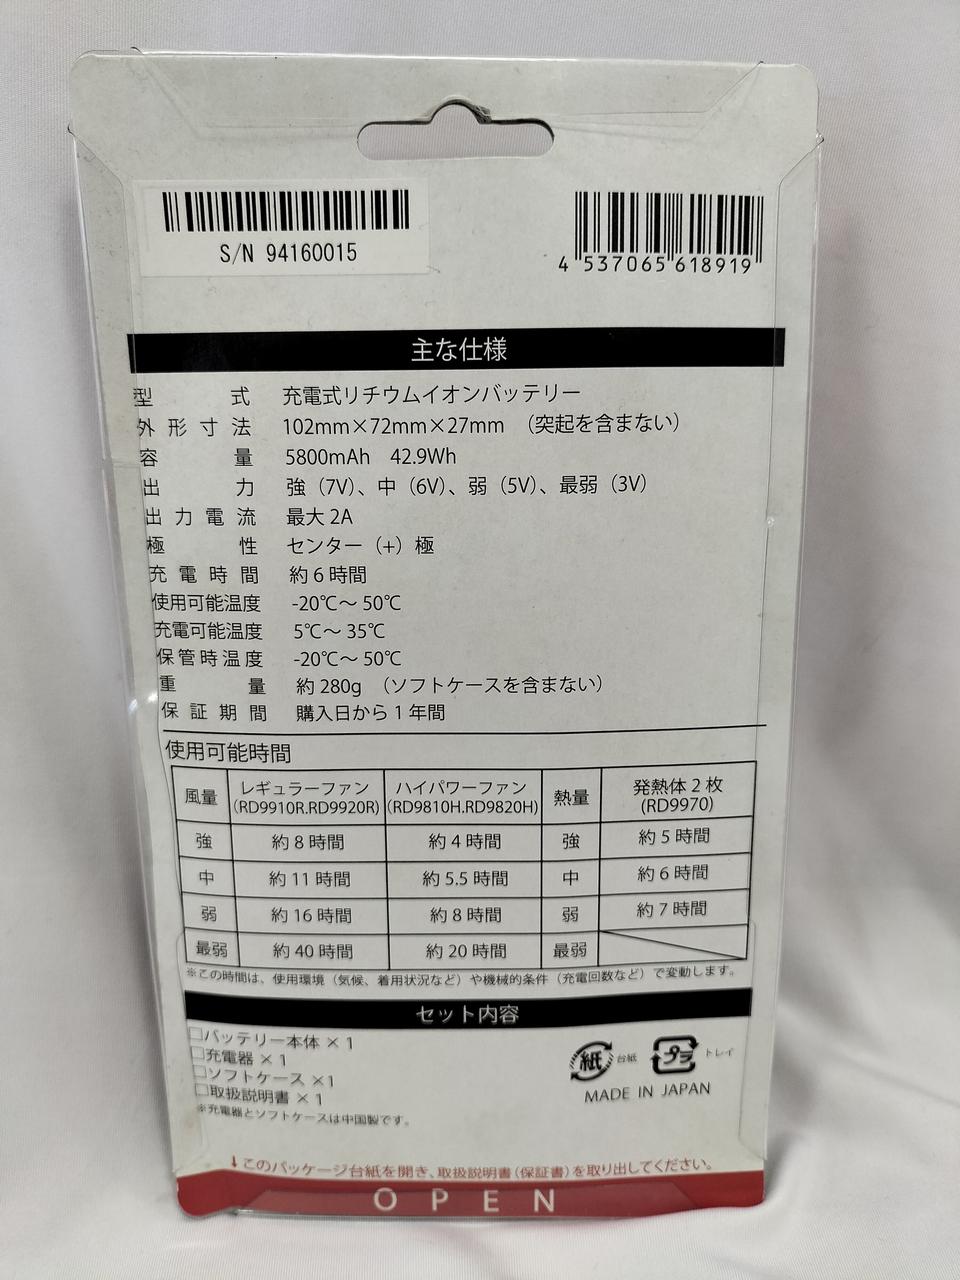 S/N 94160015
4 537065 618919
主な仕様
型式 充電式リチウムイオンバッテリー
外形寸法 102mm×72mm×27mm （突起を含まない）
容量 5800mAh 42.9Wh
出力 強（7V）、中（6V）、弱（5V）、最弱（3V）
出力電流 最大 2A
極性 センター（+）極
充電時間 約 6 時間
使用可能温度 -20℃～ 50℃
充電可能温度 5℃～ 35℃
保管時温度 -20℃～ 50℃
重量 約 280g （ソフトケースを含まない）
保証期間 購入日から 1 年間
使用可能時間
風量 レギュラーファン (RD9910R.RD9920R) ハイパワーファン (RD9810H.RD9820H) 熱量 発熱体 2 枚 (RD9970)
強 約 8 時間 約 4 時間 強 約 5 時間
中 約 11 時間 約 5.5 時間 中 約 6 時間
弱 約 16 時間 約 8 時間 弱 約 7 時間
最弱 約 40 時間 約 20 時間 最弱
※この時間は、使用環境（気候、着用状況など）や機械的条件（充電回数など）で変動します。
セット内容
□バッテリー本体 × 1
□充電器 × 1
□ソフトケース ×1
□取扱説明書 × 1
※充電器とソフトケースは中国製です。
紙 台紙 プラ トレイ
MADE IN JAPAN
↓このパッケージ台紙を開き、取扱説明書（保証書）を取り出してください。
OPEN